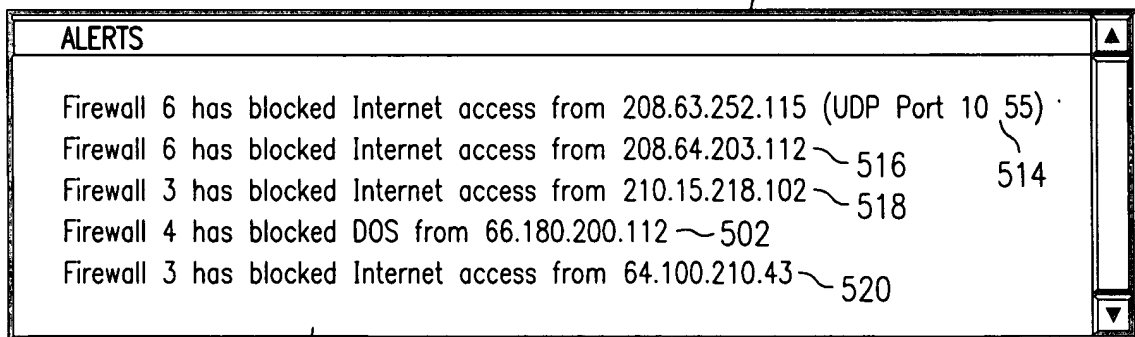 ALERTS
Firewall 6 has blocked Internet access from 208.63.252.115 (UDP Port 10 55)
514
Firewall 6 has blocked Internet access from 208.64.203.112
516
Firewall 3 has blocked Internet access from 210.15.218.102
518
Firewall 4 has blocked DOS from 66.180.200.112
502
Firewall 3 has blocked Internet access from 64.100.210.43
520